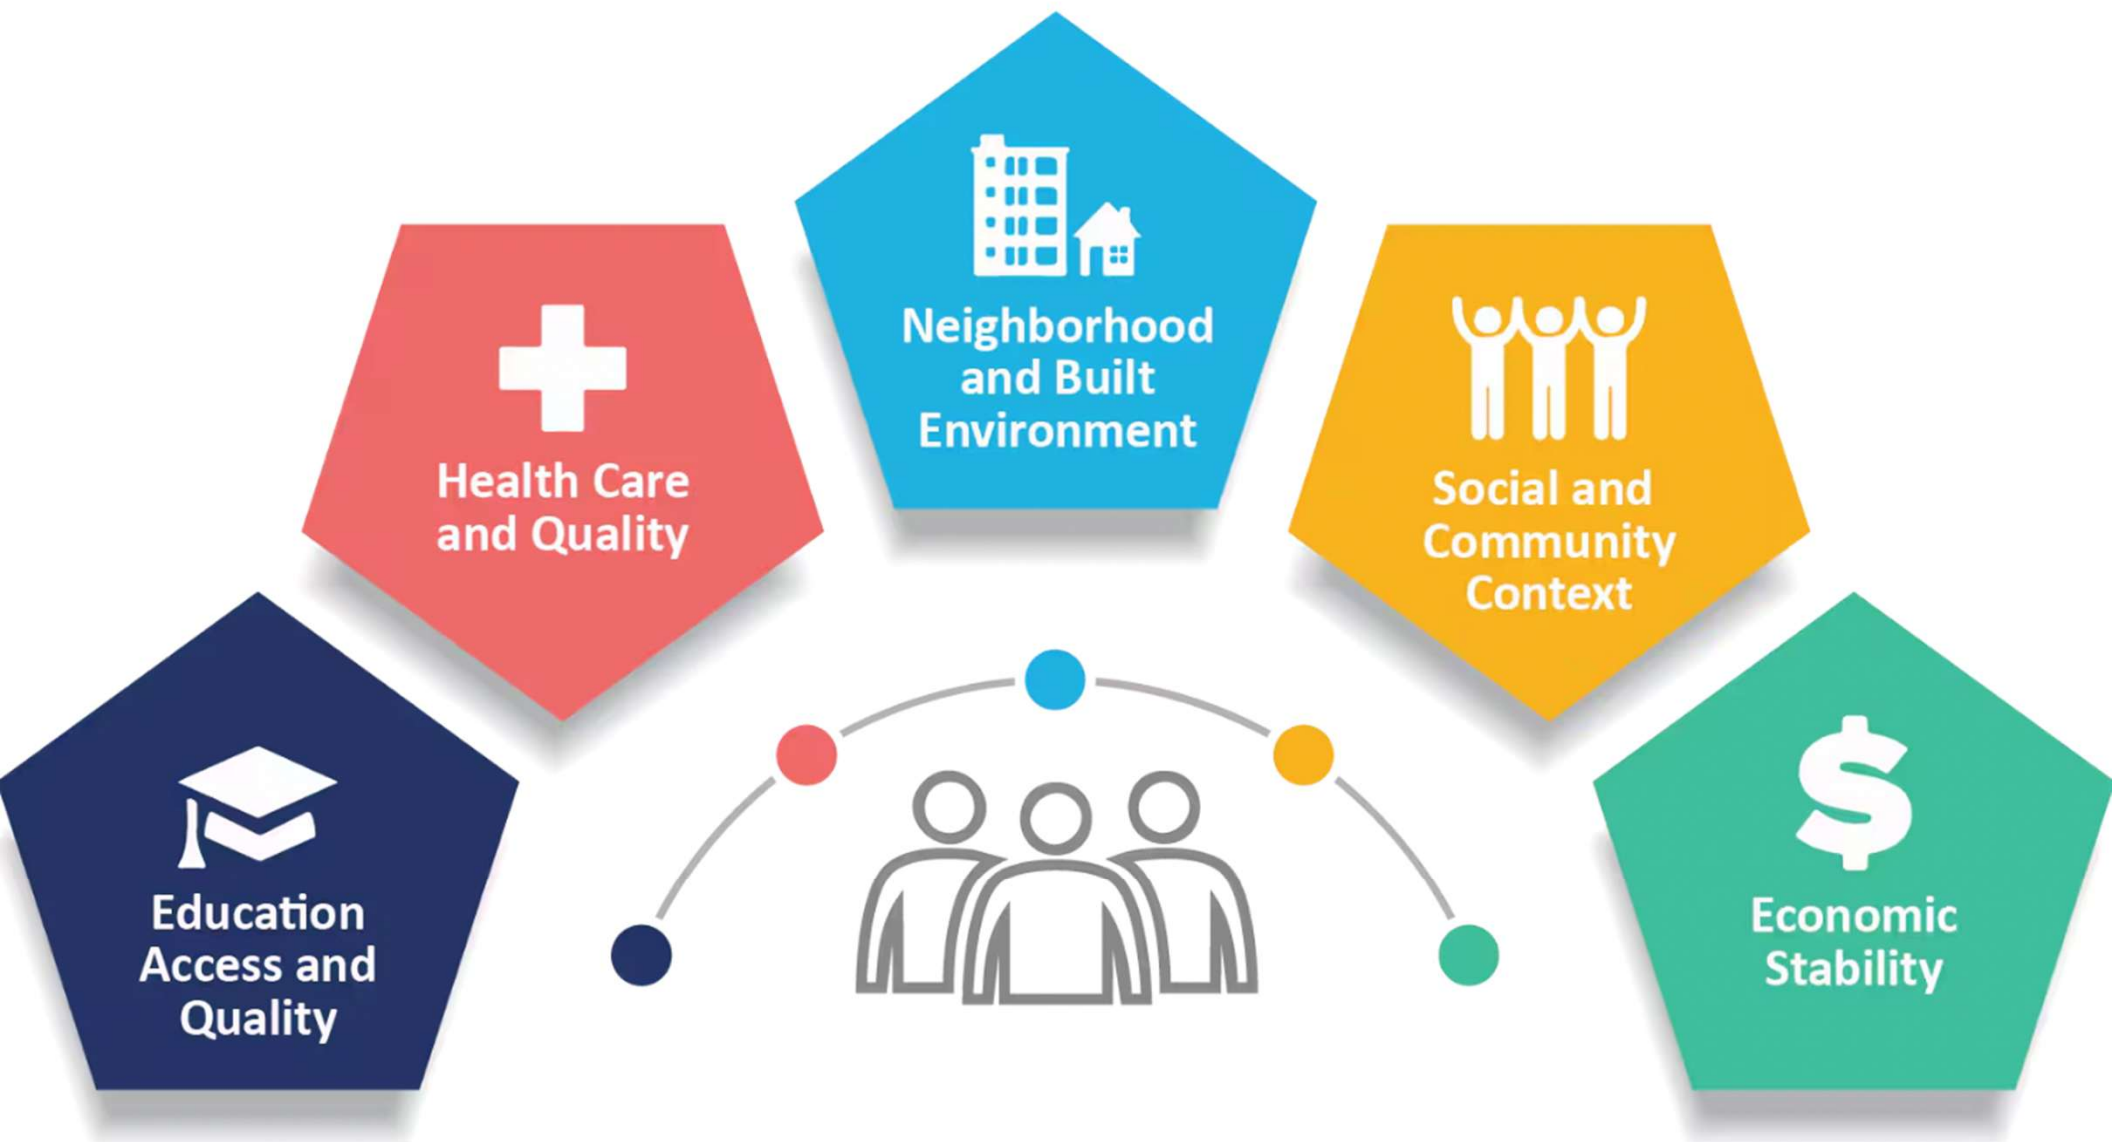 Neighborhood
and Built
Environment
Health Care
and Quality
Social and
Community
Context
Education
Access and
Quality
Economic
Stability